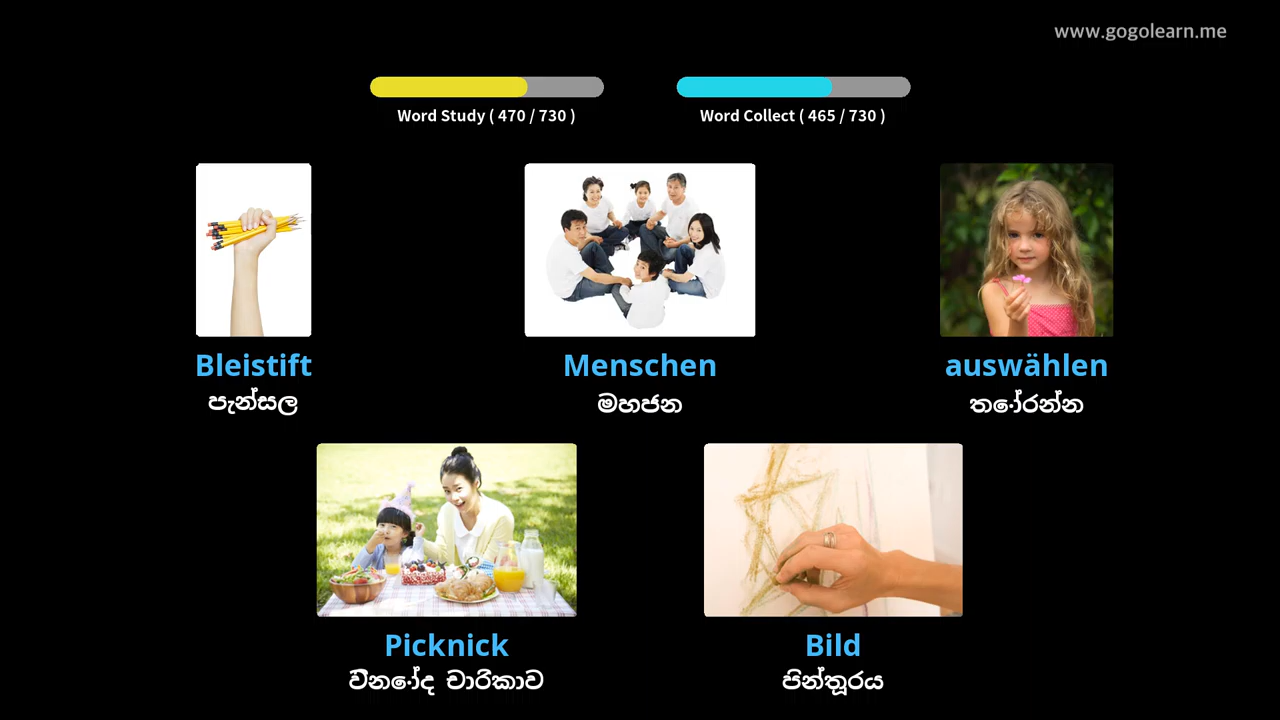 www.gogolearn.me
Word Study ( 470 / 730 )
Word Collect ( 465 / 730 )
Bleistift
පැන්සල
Menschen
මහජන
auswählen
තෝරන්න
Picknick
විනෝද චාරිකාව
Bild
පින්තූරය